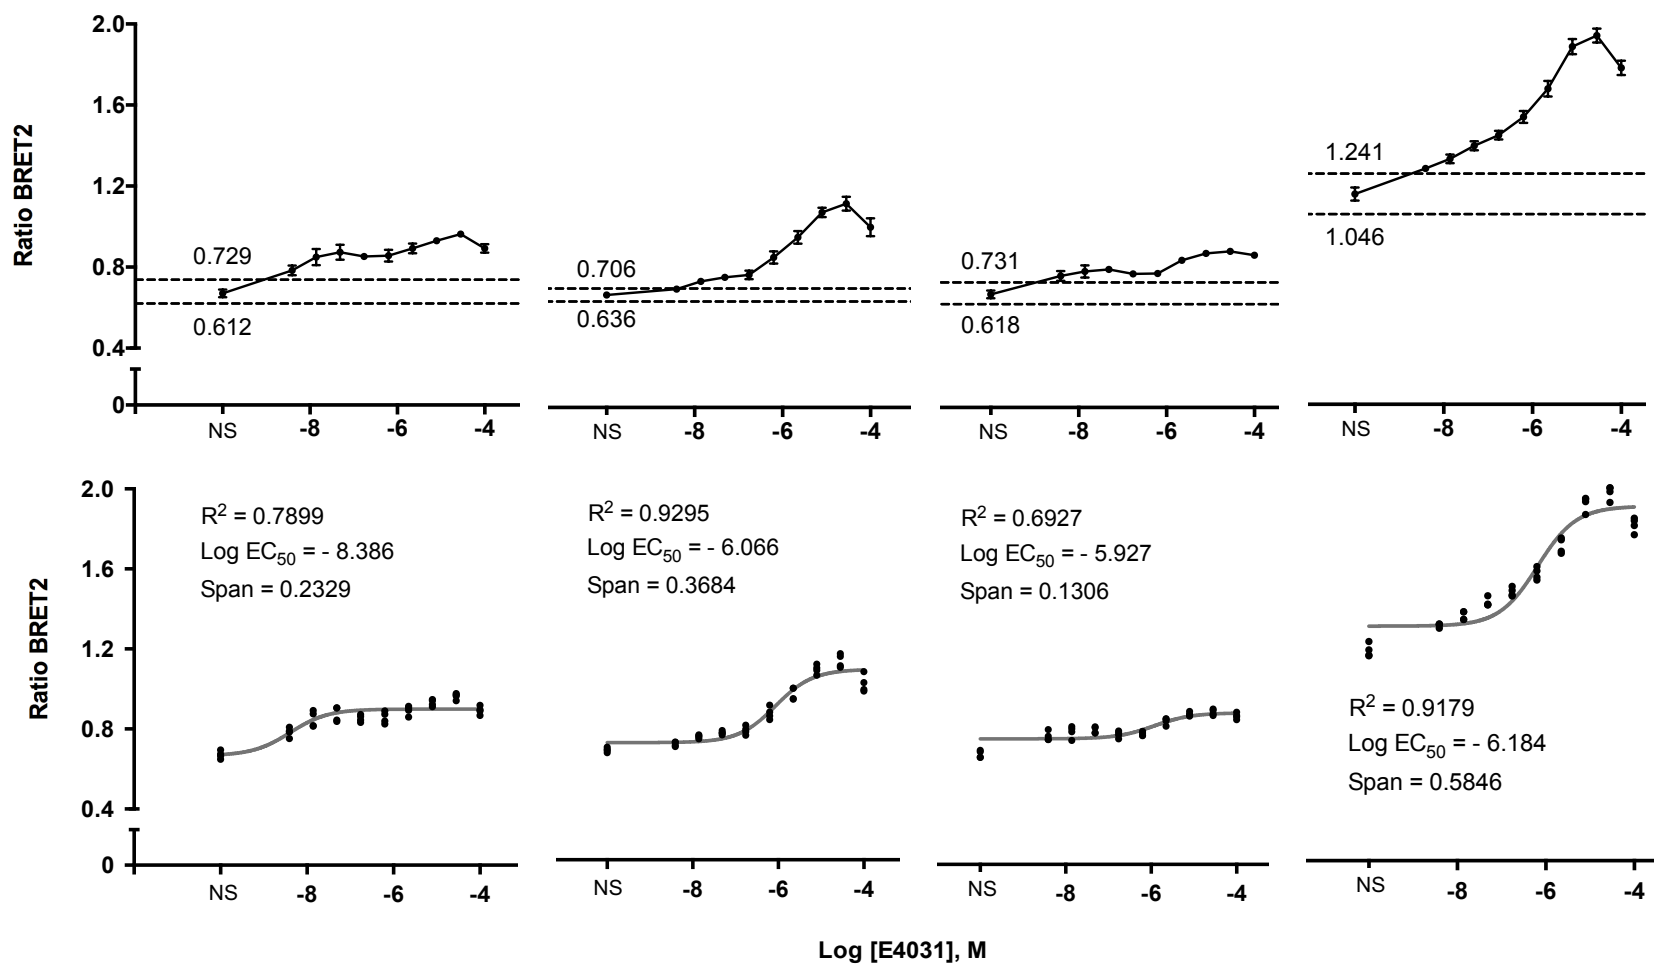 Ratio BRET2
2.0
1.6
1.2
0.8
0.4
0
0.729
0.612
NS -8 -6 -4
0.706
0.636
NS -8 -6 -4
0.731
0.618
NS -8 -6 -4
1.241
1.046
NS -8 -6 -4
Ratio BRET2
2.0
1.6
1.2
0.8
0.4
0
R² = 0.7899
Log EC₅₀ = - 8.386
Span = 0.2329
NS -8 -6 -4
R² = 0.9295
Log EC₅₀ = - 6.066
Span = 0.3684
NS -8 -6 -4
R² = 0.6927
Log EC₅₀ = - 5.927
Span = 0.1306
NS -8 -6 -4
R² = 0.9179
Log EC₅₀ = - 6.184
Span = 0.5846
NS -8 -6 -4
Log [E4031], M